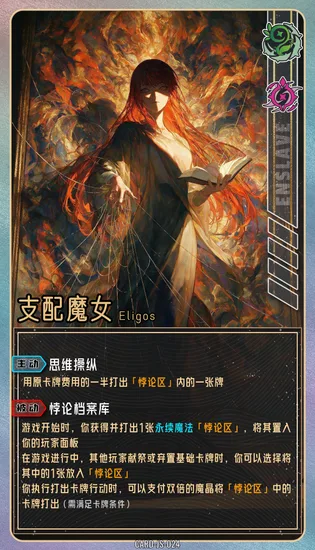 ENSLAVE
支配魔女 Eligos
主动 思维操纵
用原卡牌费用的一半打出「悖论区」内的一张牌
被动 悖论档案库
游戏开始时，你获得并打出1张永续魔法「悖论区」，将其置入
你的玩家面板
在游戏进行中，其他玩家献祭或弃置基础卡牌时，你可以选择将
其中的1张放入「悖论区」
你执行打出卡牌行动时，可以支付双倍的魔晶将「悖论区」中的
卡牌打出（需满足卡牌条件）
CARD:JS-024